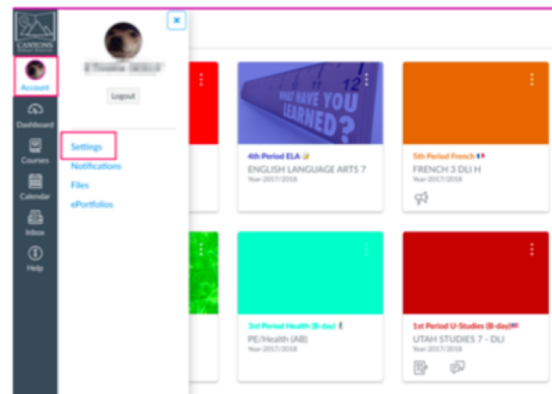 CANYONS
Account
Dashboard
Courses
Calendar
Inbox
Help
Logout
Settings
Notifications
Files
ePortfolios
12
WHAT HAVE YOU
LEARNED?
4th Period ELA
ENGLISH LANGUAGE ARTS 7
Year-2017/2018
5th Period French
FRENCH 3 DLI H
Year-2017/2018
3rd Period Health (B-day)
PE/Health (AB)
Year-2017/2018
1st Period U-Studies (B-day)
UTAH STUDIES 7 - DLI
Year-2017/2018